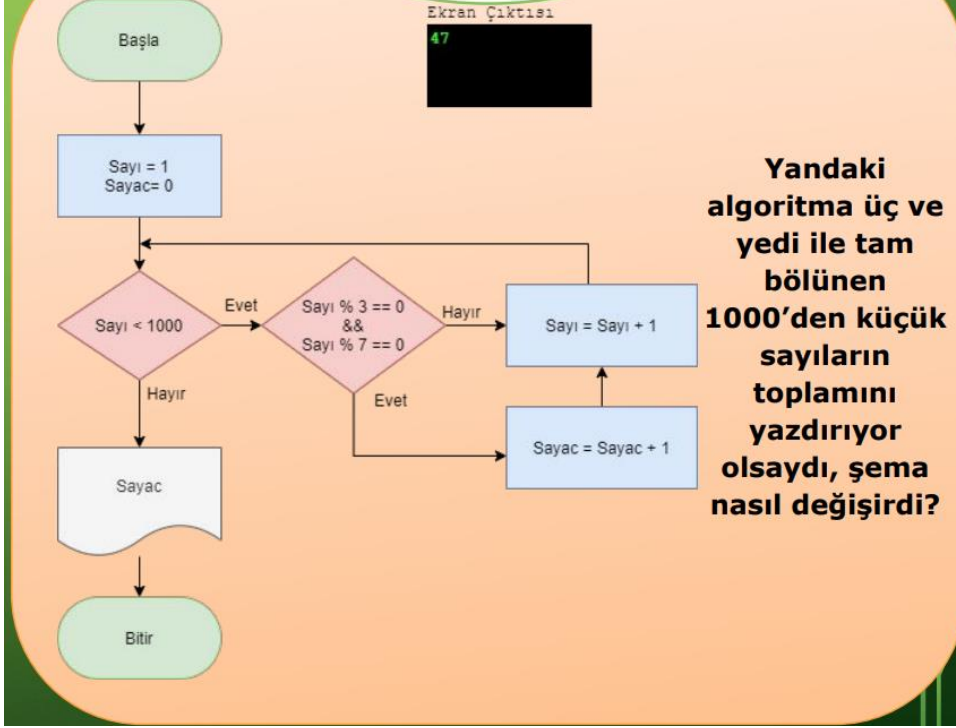 Ekran Çıktısı
47
Başla
Sayı = 1
Sayac= 0
Sayı < 1000
Evet
Hayır
Sayı % 3 == 0
&&
Sayı % 7 == 0
Hayır
Evet
Sayı = Sayı + 1
Sayac = Sayac + 1
Sayac
Bitir
Yandaki
algoritma üç ve
yedi ile tam
bölünen
1000’den küçük
sayıların
toplamını
yazdırıyor
olsaydı, şema
nasıl değişirdi?